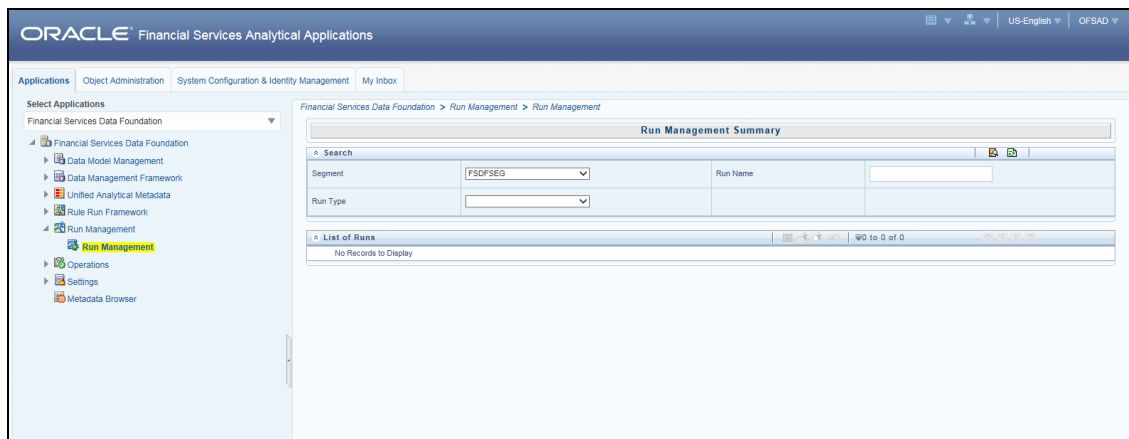 ORACLE® Financial Services Analytical Applications
US-English
OFSAD
Applications
Object Administration
System Configuration & Identity Management
My Inbox
Select Applications
Financial Services Data Foundation
Financial Services Data Foundation
Data Model Management
Data Management Framework
Unified Analytical Metadata
Rule Run Framework
Run Management
Run Management
Operations
Settings
Metadata Browser
Financial Services Data Foundation > Run Management > Run Management
Run Management Summary
Search
Segment
FSDFSEG
Run Name
Run Type
List of Runs
0 to 0 of 0
No Records to Display